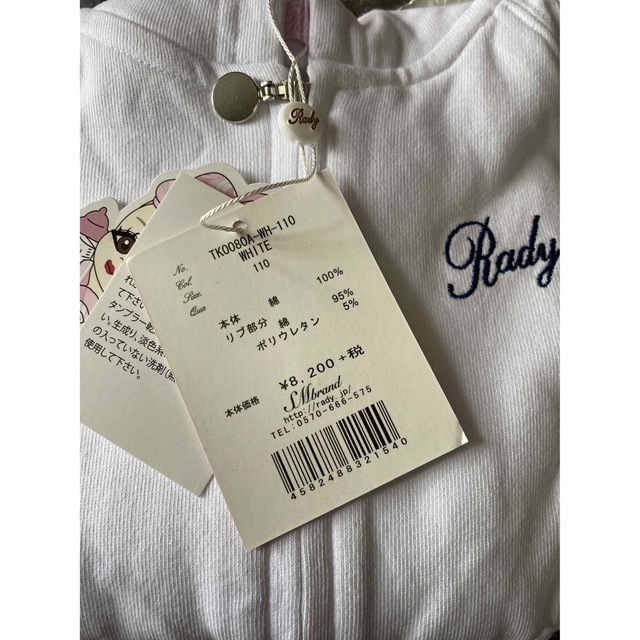 Rady
Rady
No. TK0080A-WH-110
Col. WHITE
Size. 110
Qua
本体 綿 100%
リブ部分 綿 95%
ポリウレタン 5%
本体価格 ¥8,200+税
SMbrand
http://rady.jp/
TEL:0570-666-575
4582488321540
て下さい
タンブラー乾
い。生成り、淡色系
の入っていない洗剤(無
使用して下さい。